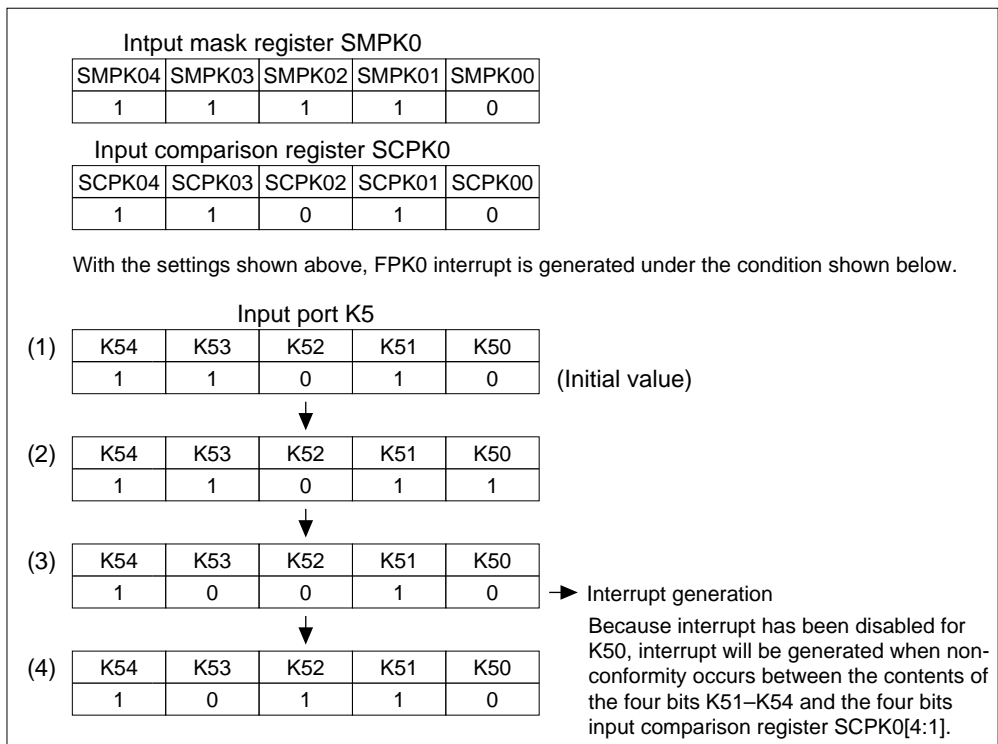 Intput mask register SMPK0
SMPK04 SMPK03 SMPK02 SMPK01 SMPK00
1 1 1 1 0
Input comparison register SCPK0
SCPK04 SCPK03 SCPK02 SCPK01 SCPK00
1 1 0 1 0
With the settings shown above, FPK0 interrupt is generated under the condition shown below.
Input port K5
(1) K54 K53 K52 K51 K50
1 1 0 1 0 (Initial value)
(2) K54 K53 K52 K51 K50
1 1 0 1 1
(3) K54 K53 K52 K51 K50
1 0 0 1 0 Interrupt generation
Because interrupt has been disabled for
K50, interrupt will be generated when non-
conformity occurs between the contents of
the four bits K51–K54 and the four bits
input comparison register SCPK0[4:1].
(4) K54 K53 K52 K51 K50
1 0 1 1 0